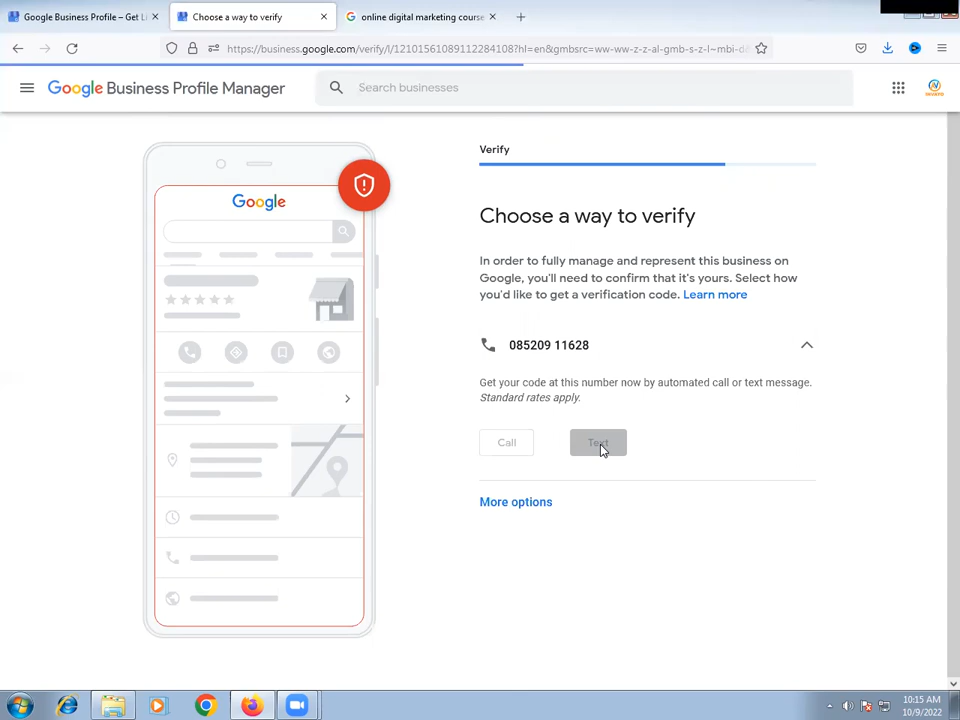 Google Business Profile – Get Li
Choose a way to verify
online digital marketing course
https://business.google.com/verify/l/12101561089112284108?hl=en&gmbsrc=ww-ww-z-z-al-gmb-s-z-l~mbi-d
Google Business Profile Manager
Search businesses
INVATO
Verify
Google
Choose a way to verify
In order to fully manage and represent this business on
Google, you'll need to confirm that it's yours. Select how
you'd like to get a verification code. Learn more
085209 11628
Get your code at this number now by automated call or text message.
Standard rates apply.
Call
Text
More options
10:15 AM
10/9/2022